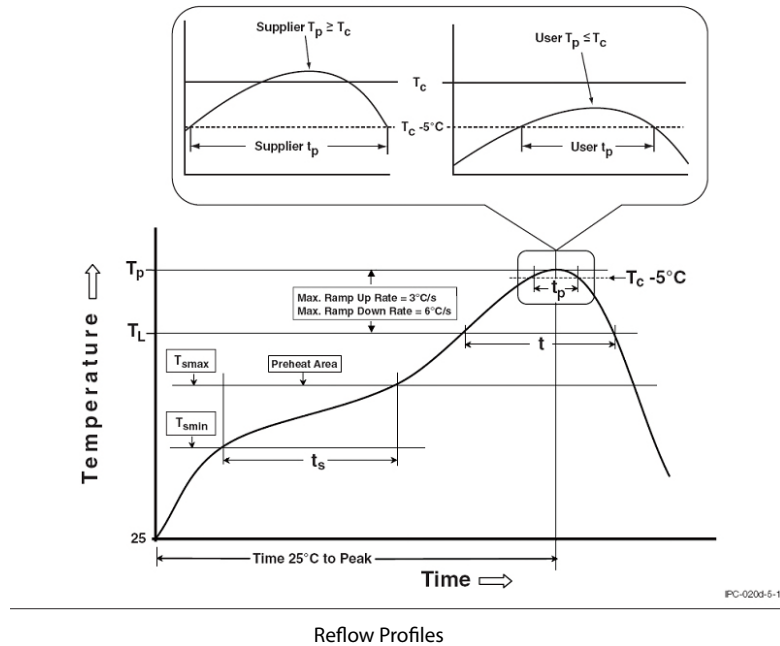 Supplier Tp ≥ Tc
User Tp ≤ Tc
Tc
Tc -5°C
Supplier tp
User tp
Tp
Tc -5°C
tp
Max. Ramp Up Rate = 3°C/s
Max. Ramp Down Rate = 6°C/s
TL
t
Tsmax
Preheat Area
Tsmin
ts
Temperature
25
Time 25°C to Peak
Time
IPC-020d-5-1
Reflow Profiles